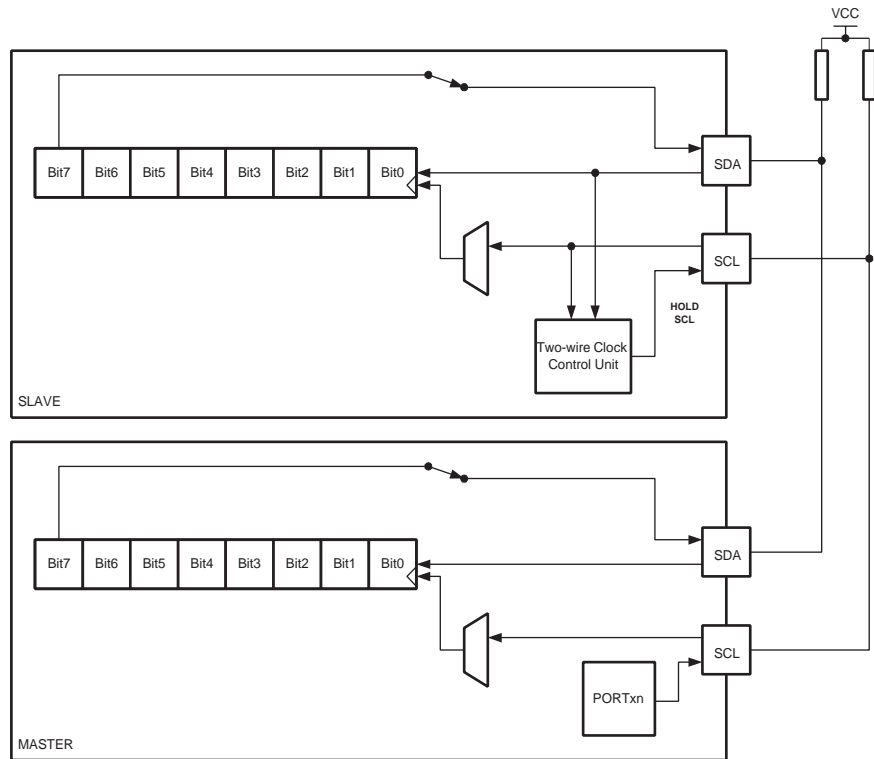 VCC
Bit7 Bit6 Bit5 Bit4 Bit3 Bit2 Bit1 Bit0
SDA
SCL
HOLD
SCL
Two-wire Clock
Control Unit
SLAVE
Bit7 Bit6 Bit5 Bit4 Bit3 Bit2 Bit1 Bit0
SDA
SCL
PORTxn
MASTER